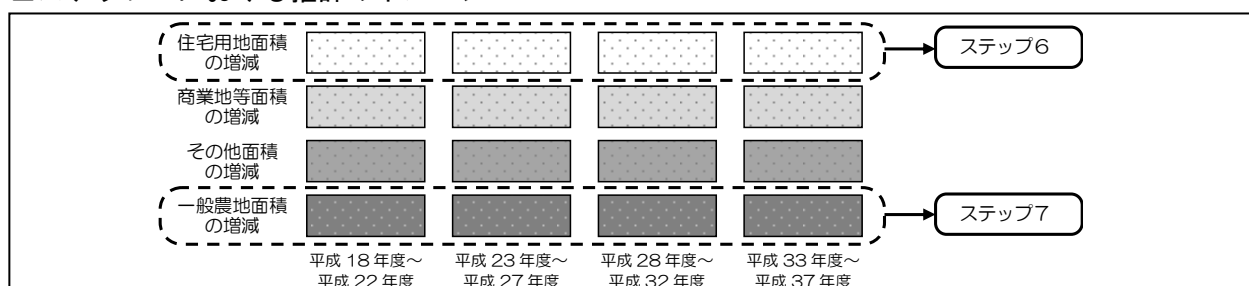 住宅用地面積
の増減
ステップ6
商業地等面積
の増減
その他面積
の増減
一般農地面積
の増減
ステップ7
平成 18 年度～
平成 22 年度
平成 23 年度～
平成 27 年度
平成 28 年度～
平成 32 年度
平成 33 年度～
平成 37 年度